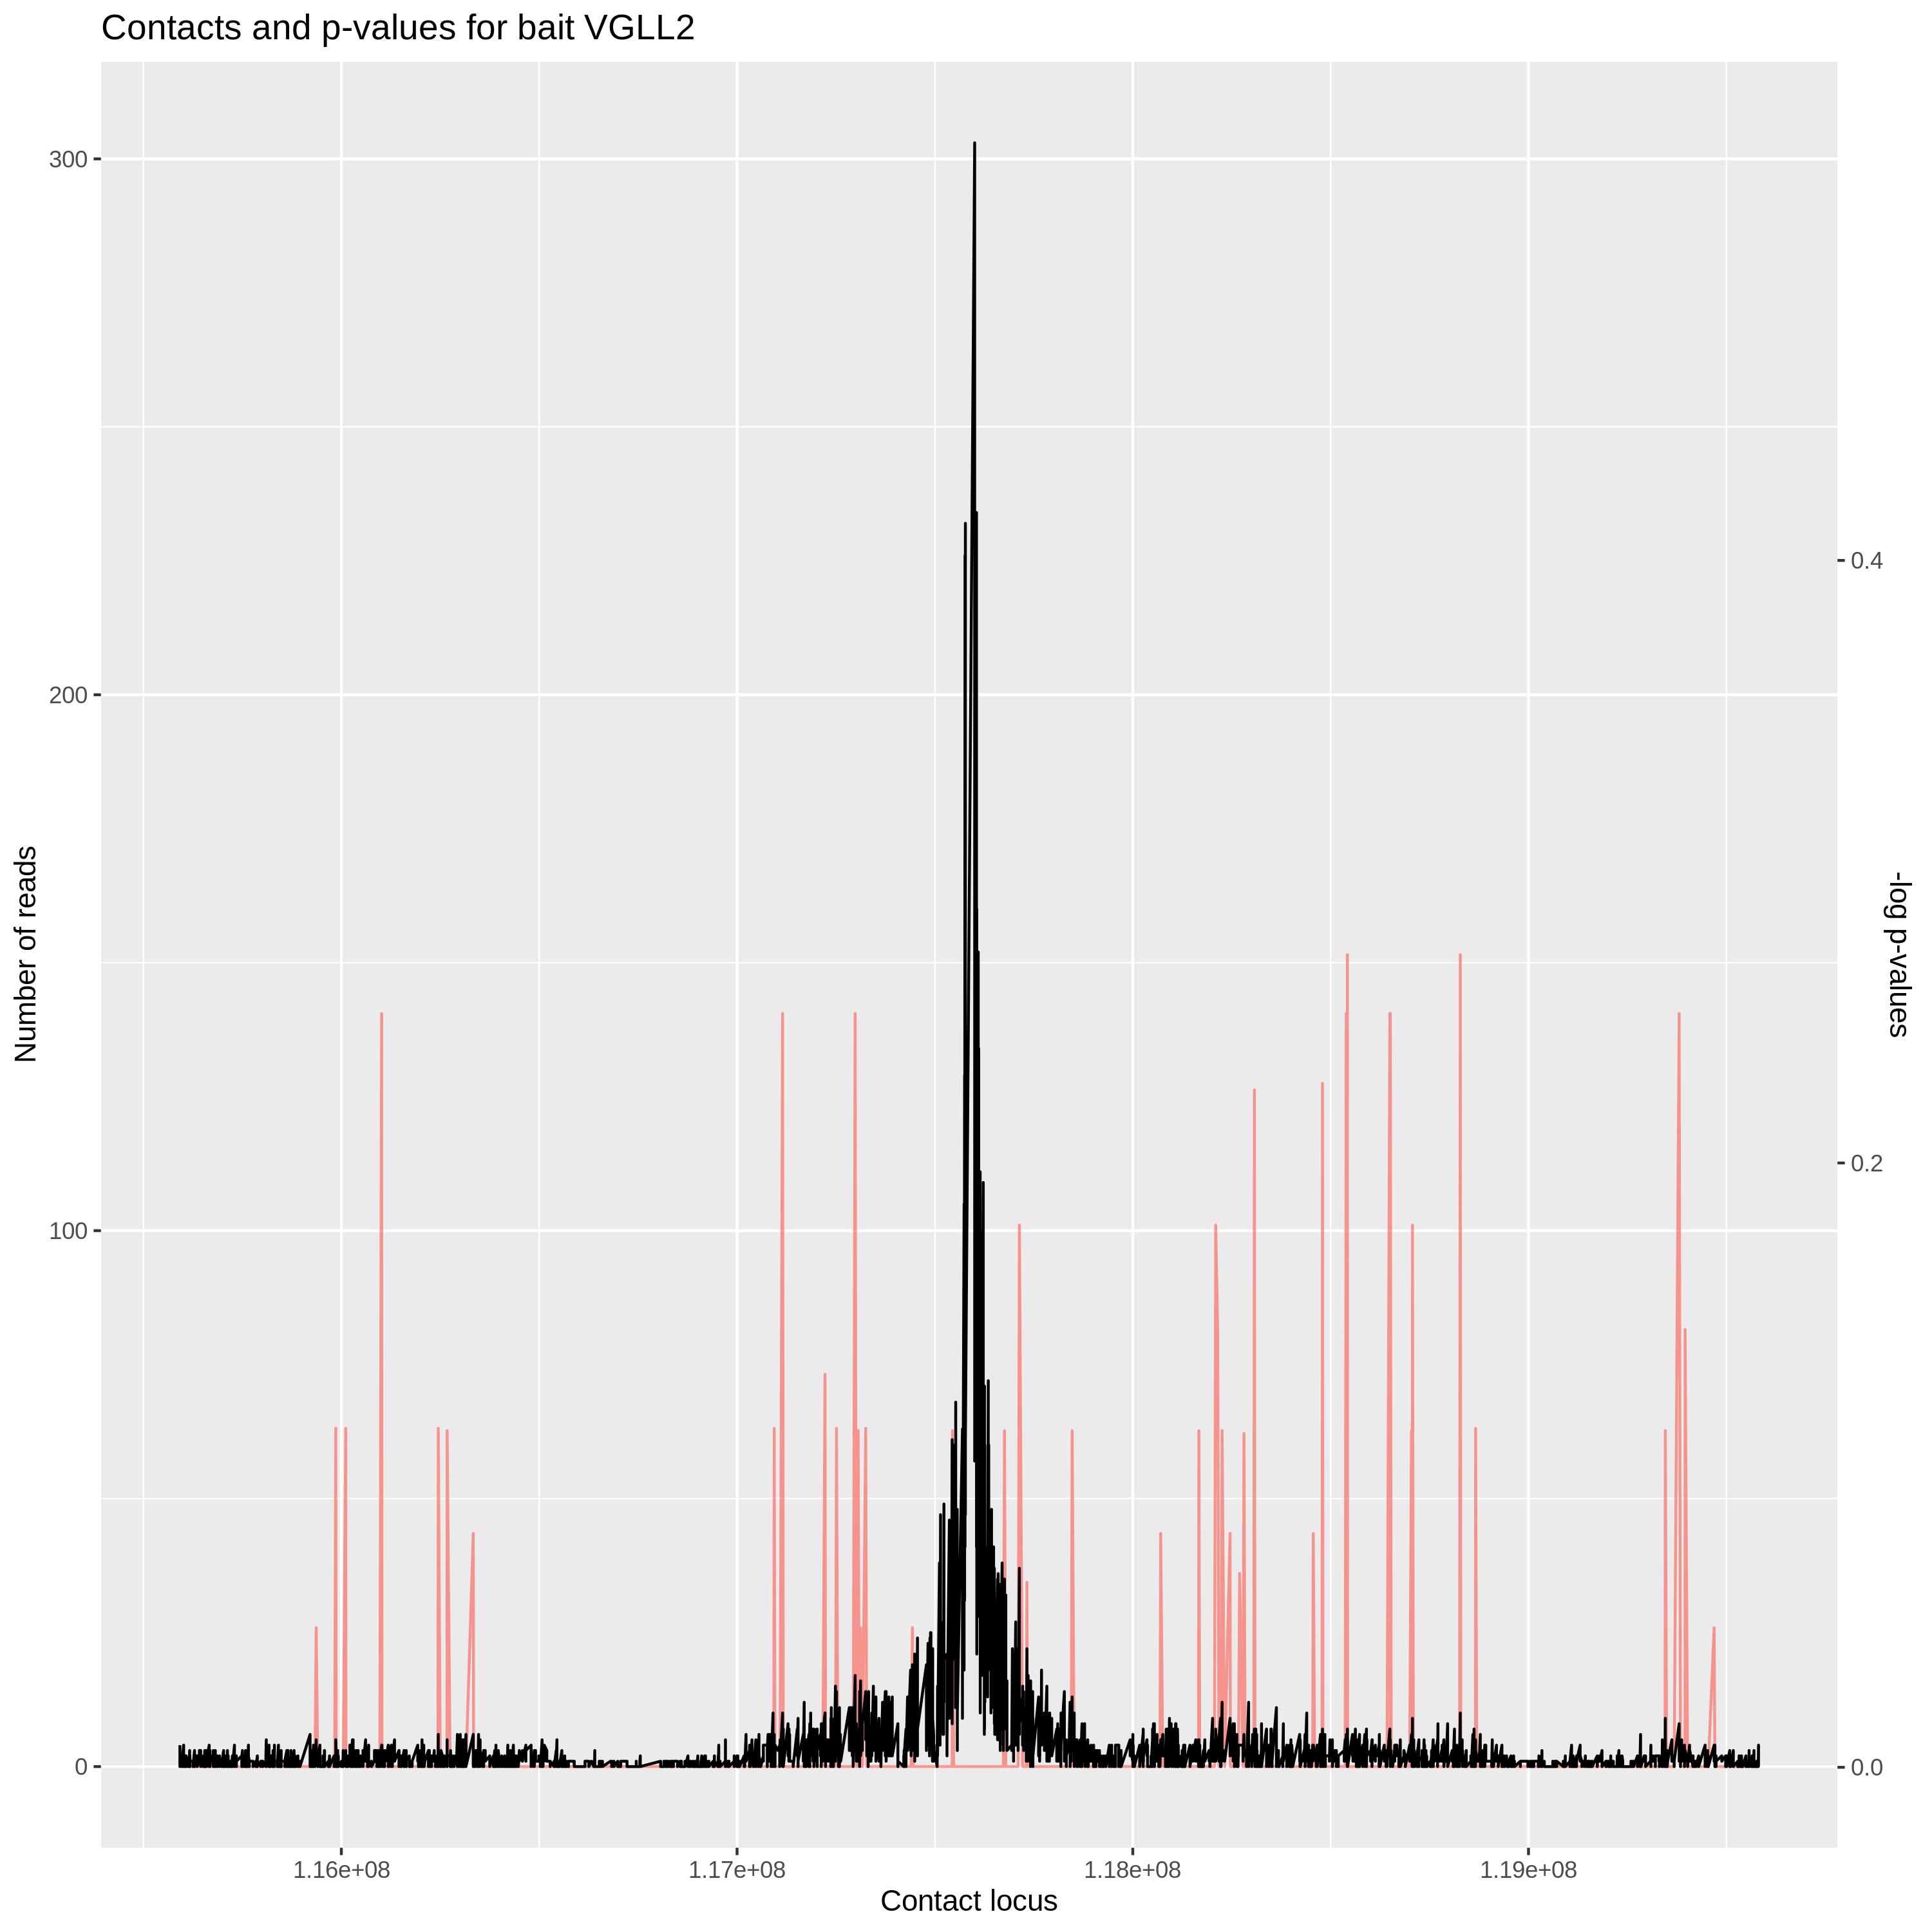 Contacts and p-values for bait VGLL2
300
200
100
0
Number of reads
0.4
0.2
0.0
-log p-values
1.16e+08
1.17e+08
1.18e+08
1.19e+08
Contact locus